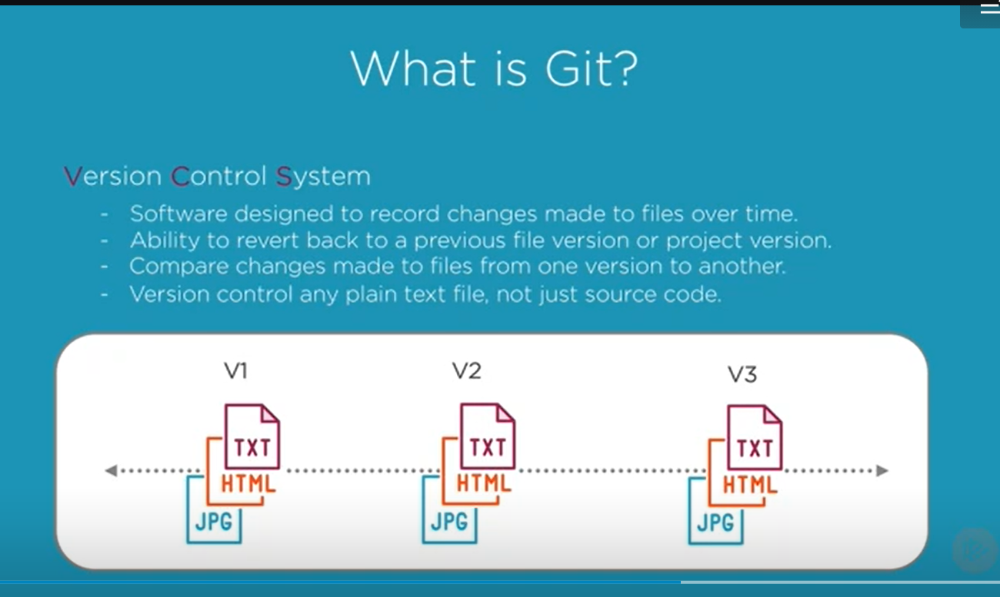 What is Git?
Version Control System
- Software designed to record changes made to files over time.
- Ability to revert back to a previous file version or project version.
- Compare changes made to files from one version to another.
- Version control any plain text file, not just source code.
V1 V2 V3
TXT TXT TXT
HTML HTML HTML
JPG JPG JPG